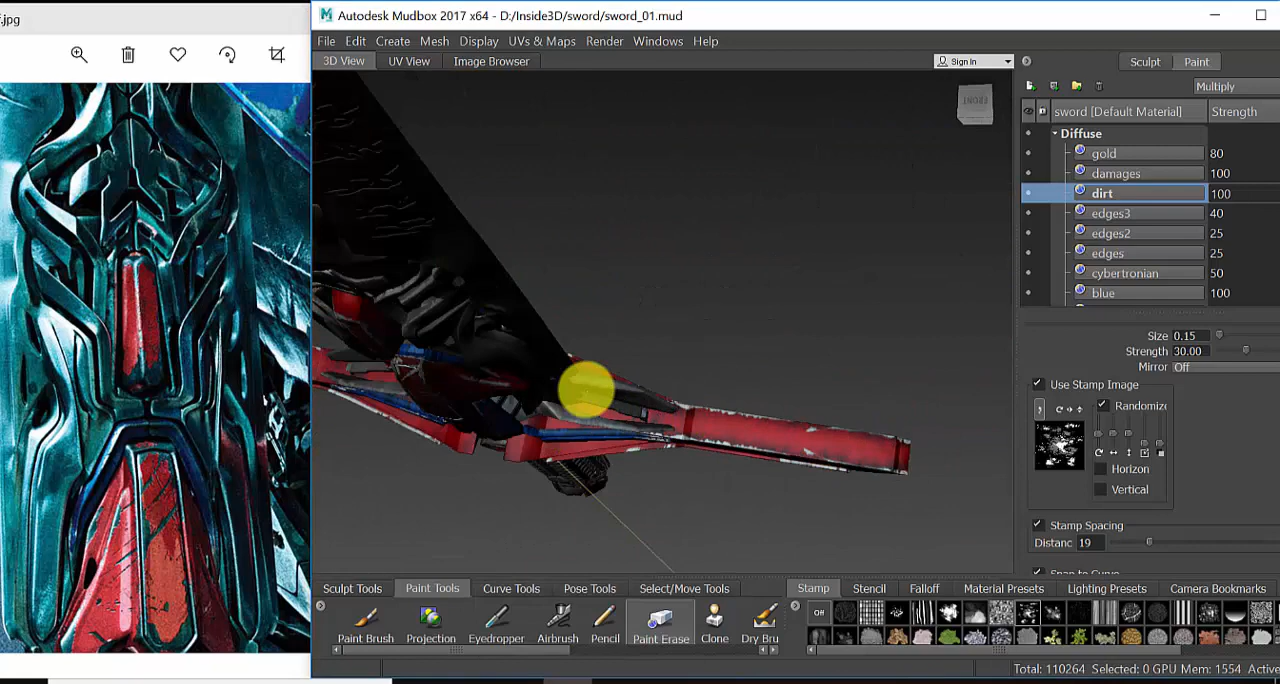 .jpg
Autodesk Mudbox 2017 x64 - D:/Inside3D/sword/sword_01.mud
File Edit Create Mesh Display UVs & Maps Render Windows Help
3D View UV View Image Browser
Sign In
Sculpt Paint
Multiply
sword [Default Material] Strength
Diffuse
gold 80
damages 100
dirt 100
edges3 40
edges2 25
edges 25
cybertronian 50
blue 100
FRONT
Size 0.15
Strength 30.00
Mirror Off
Use Stamp Image
Randomize
Horizon
Vertical
Stamp Spacing
Distanc 19
Snap to Curve
Sculpt Tools Paint Tools Curve Tools Pose Tools Select/Move Tools
Stamp Stencil Falloff Material Presets Lighting Presets Camera Bookmarks
Off
Paint Brush Projection Eyedropper Airbrush Pencil Paint Erase Clone Dry Bru
Total: 110264 Selected: 0 GPU Mem: 1554 Active